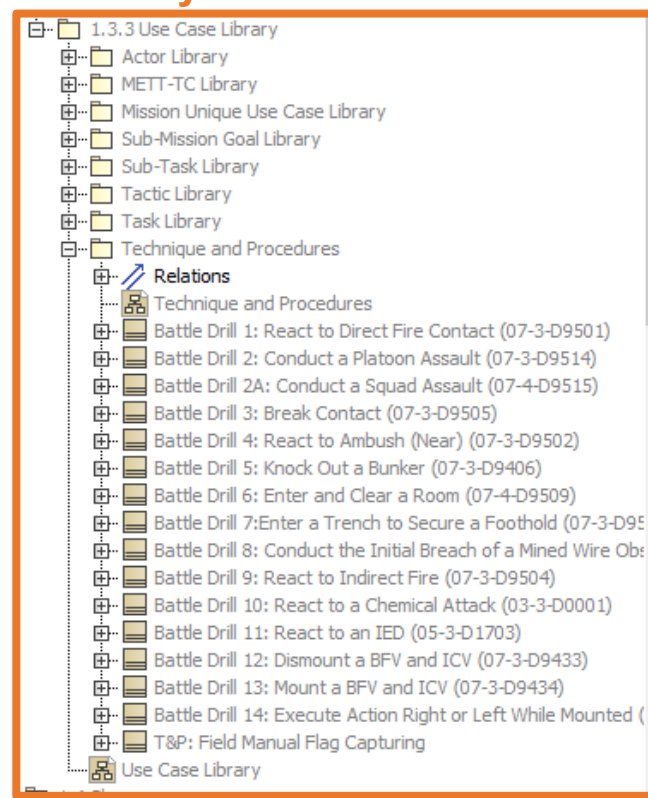 1.3.3 Use Case Library
Actor Library
METT-TC Library
Mission Unique Use Case Library
Sub-Mission Goal Library
Sub-Task Library
Tactic Library
Task Library
Technique and Procedures
Relations
Technique and Procedures
Battle Drill 1: React to Direct Fire Contact (07-3-D9501)
Battle Drill 2: Conduct a Platoon Assault (07-3-D9514)
Battle Drill 2A: Conduct a Squad Assault (07-4-D9515)
Battle Drill 3: Break Contact (07-3-D9505)
Battle Drill 4: React to Ambush (Near) (07-3-D9502)
Battle Drill 5: Knock Out a Bunker (07-3-D9406)
Battle Drill 6: Enter and Clear a Room (07-4-D9509)
Battle Drill 7:Enter a Trench to Secure a Foothold (07-3-D95
Battle Drill 8: Conduct the Initial Breach of a Mined Wire Obs
Battle Drill 9: React to Indirect Fire (07-3-D9504)
Battle Drill 10: React to a Chemical Attack (03-3-D0001)
Battle Drill 11: React to an IED (05-3-D1703)
Battle Drill 12: Dismount a BFV and ICV (07-3-D9433)
Battle Drill 13: Mount a BFV and ICV (07-3-D9434)
Battle Drill 14: Execute Action Right or Left While Mounted (
T&P: Field Manual Flag Capturing
Use Case Library